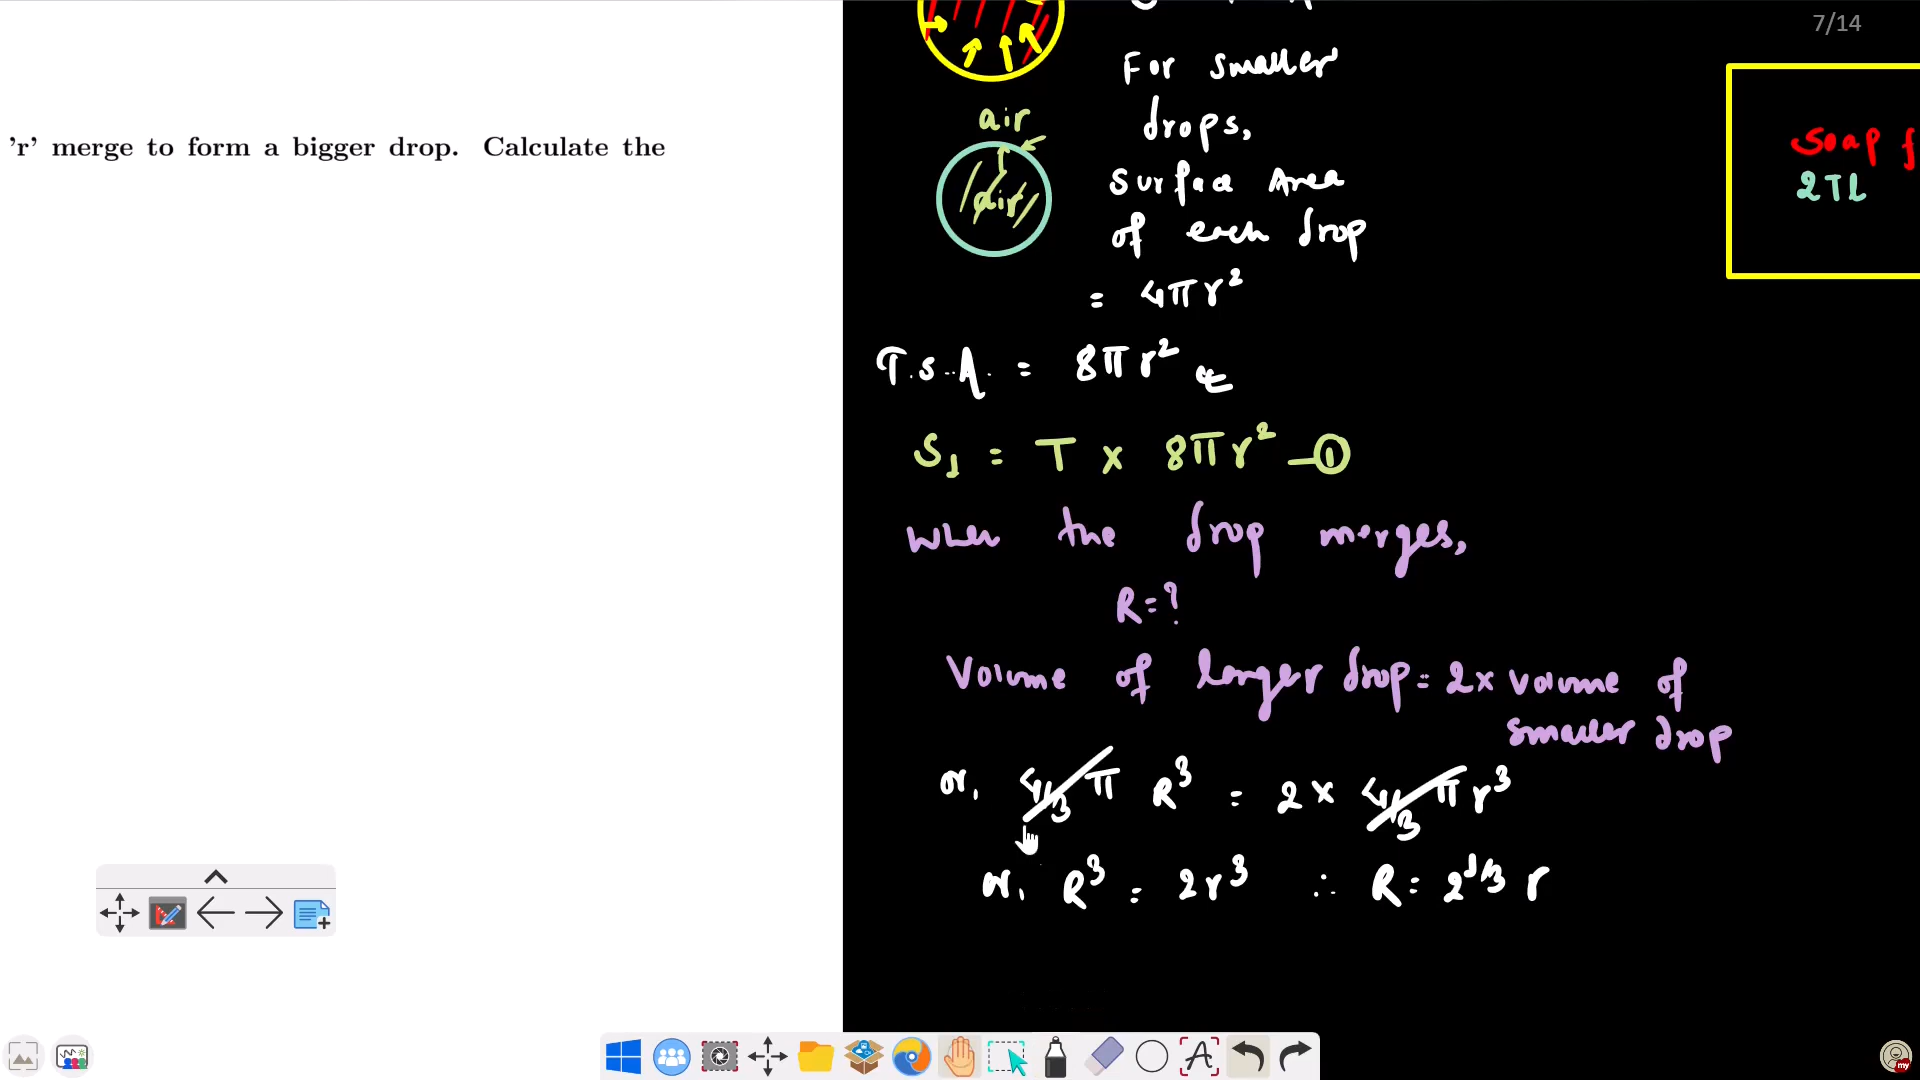 7/14
'r' merge to form a bigger drop. Calculate the
For smaller
drops,
air
air
Surface Area
of each drop
= 4πr²
T.S.A. = 8πr²
S₁ = T × 8πr² —①
When the drop merges,
R=?
Volume of larger drop = 2× volume of
smaller drop
or, 4/3 π R³ = 2 × 4/3 π r³
or, R³ = 2r³ ∴ R = 2^1/3 r
Soap f
2TL
my